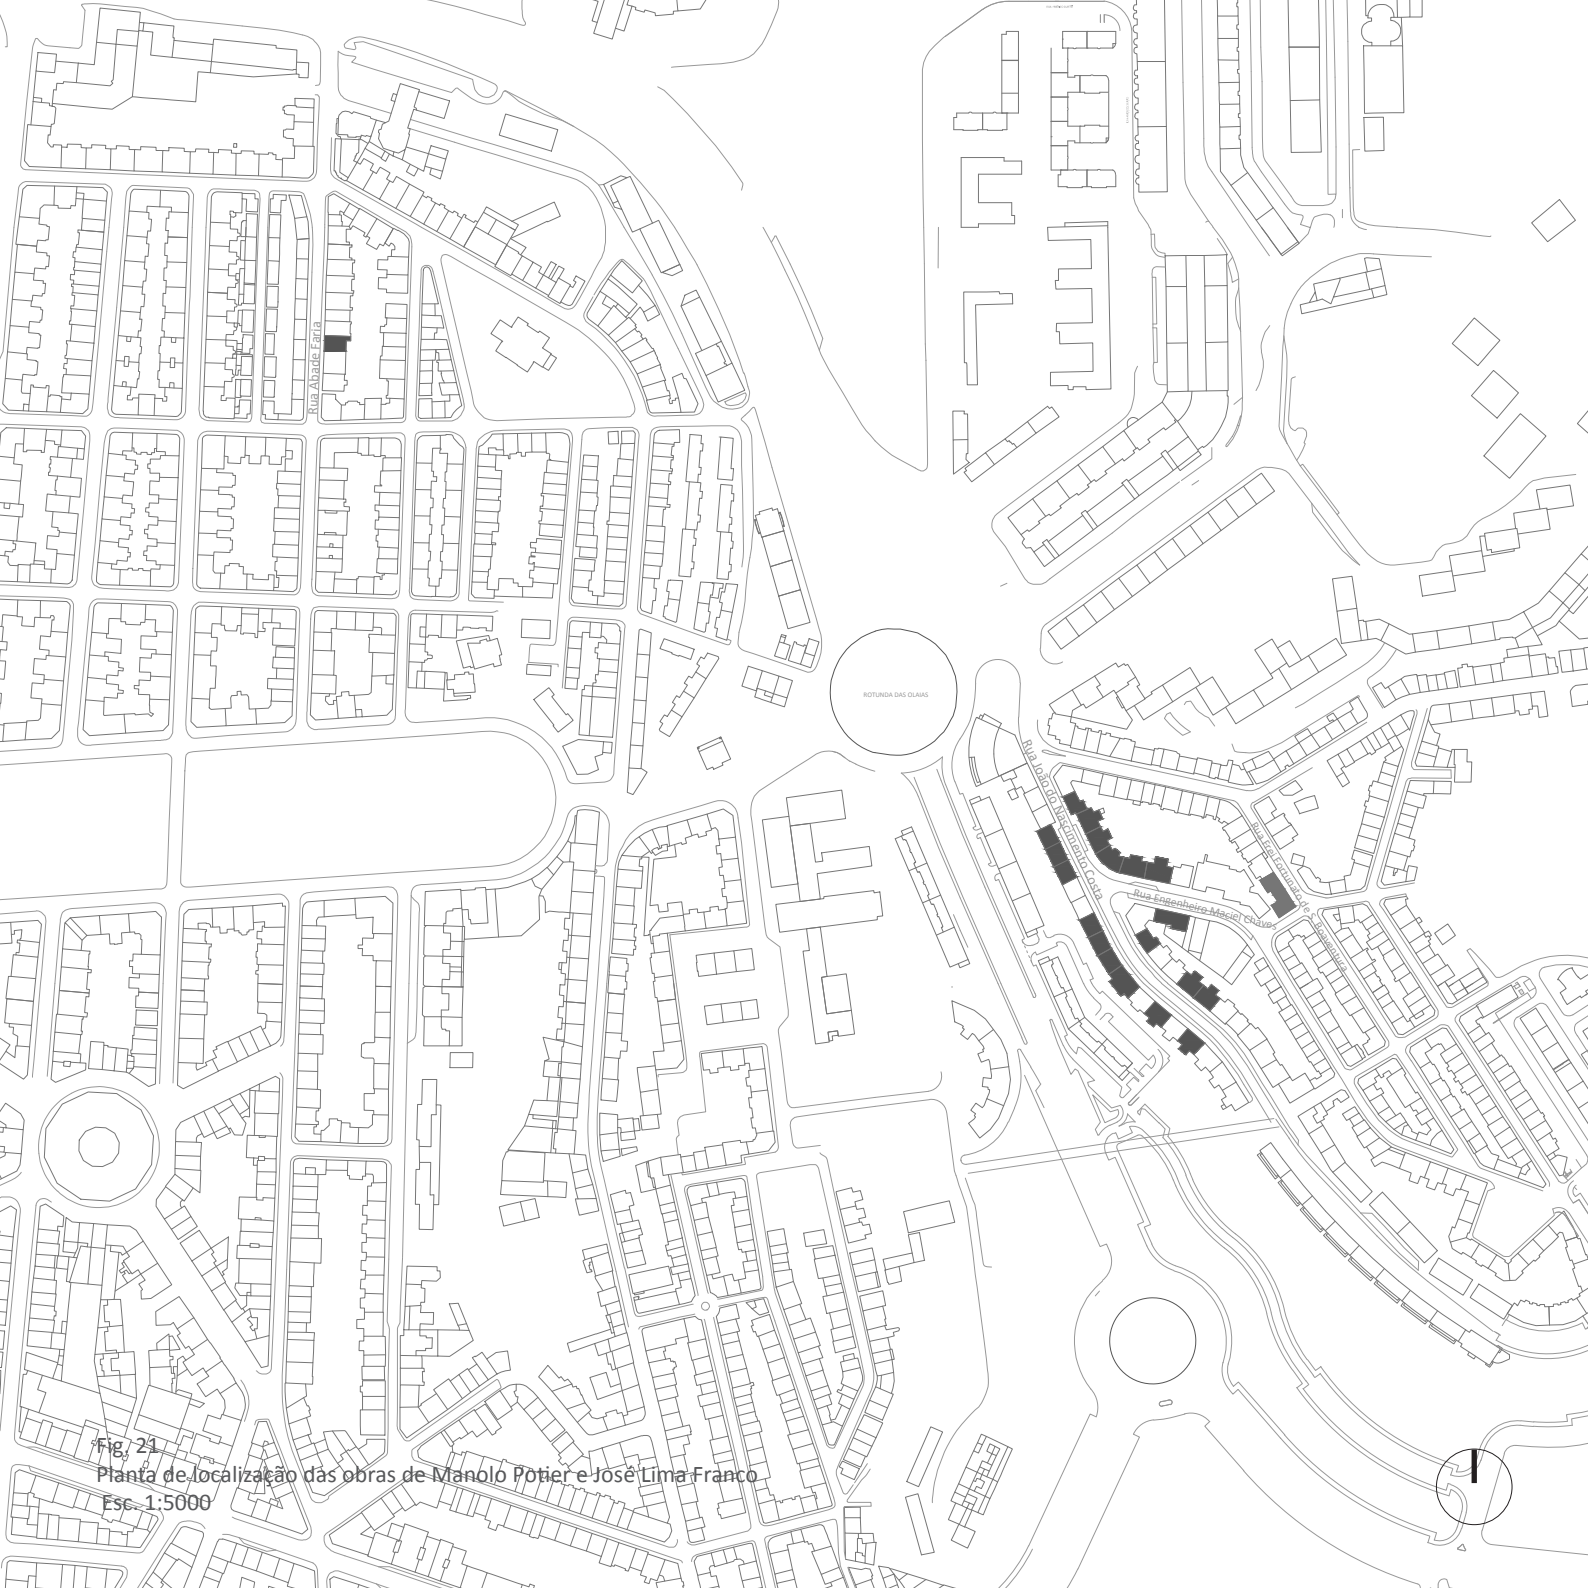 Rua Abade Faria
ROTUNDA DAS OLAIAS
Rua João do Nascimento Costa
Rua Engenheiro Maciel Chaves
Rua Frei Fortunato de S. Boaventura
Fig. 21
Planta de localização das obras de Manolo Potier e José Lima Franco
Esc. 1:5000